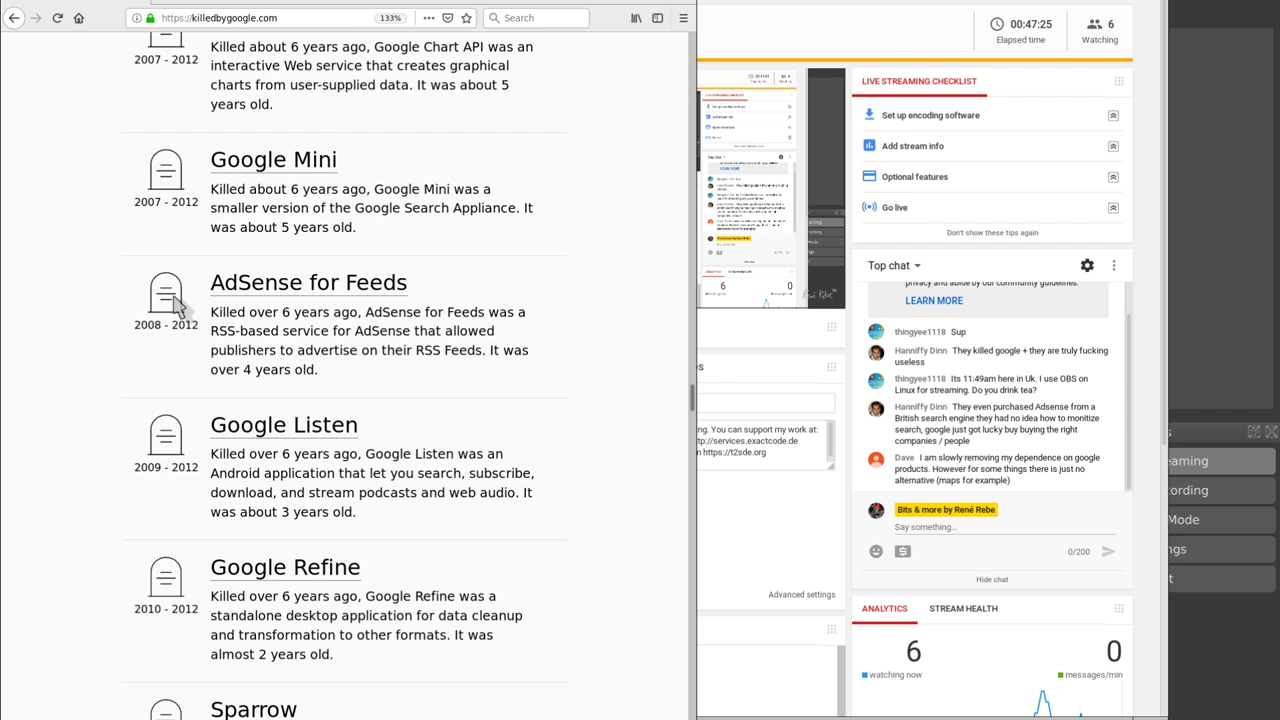 https://killedbygoogle.com
133%
Search
2007 - 2012
Killed about 6 years ago, Google Chart API was an
interactive Web service that creates graphical
charts from user-supplied data. It was about 5
years old.
Google Mini
2007 - 2012
Killed about 6 years ago, Google Mini was a
smaller version of the Google Search Appliance. It
was about 5 years old.
AdSense for Feeds
2008 - 2012
Killed over 6 years ago, AdSense for Feeds was a
RSS-based service for AdSense that allowed
publishers to advertise on their RSS Feeds. It was
over 4 years old.
Google Listen
2009 - 2012
Killed over 6 years ago, Google Listen was an
Android application that let you search, subscribe,
download, and stream podcasts and web audio. It
was about 3 years old.
Google Refine
2010 - 2012
Killed over 6 years ago, Google Refine was a
standalone desktop application for data cleanup
and transformation to other formats. It was
almost 2 years old.
Sparrow
00:47:25
Elapsed time
6
Watching
LIVE STREAMING CHECKLIST
Set up encoding software
Add stream info
Optional features
Go live
Don't show these tips again
Top chat
privacy and abide by our community guidelines.
LEARN MORE
thingyee1118 Sup
Hanniffy Dinn They killed google + they are truly fucking
useless
thingyee1118 Its 11:49am here in Uk. I use OBS on
Linux for streaming. Do you drink tea?
Hanniffy Dinn They even purchased Adsense from a
British search engine they had no idea how to monitize
search, google just got lucky buy buying the right
companies / people
Dave I am slowly removing my dependence on google
products. However for some things there is just no
alternative (maps for example)
Bits & more by René Rebe
Say something...
0/200
Hide chat
ANALYTICS
STREAM HEALTH
6
watching now
0
messages/min
ng. You can support my work at:
ttp://services.exactcode.de
n https://t2sde.org
Advanced settings
eaming
ording
Mode
ngs
t